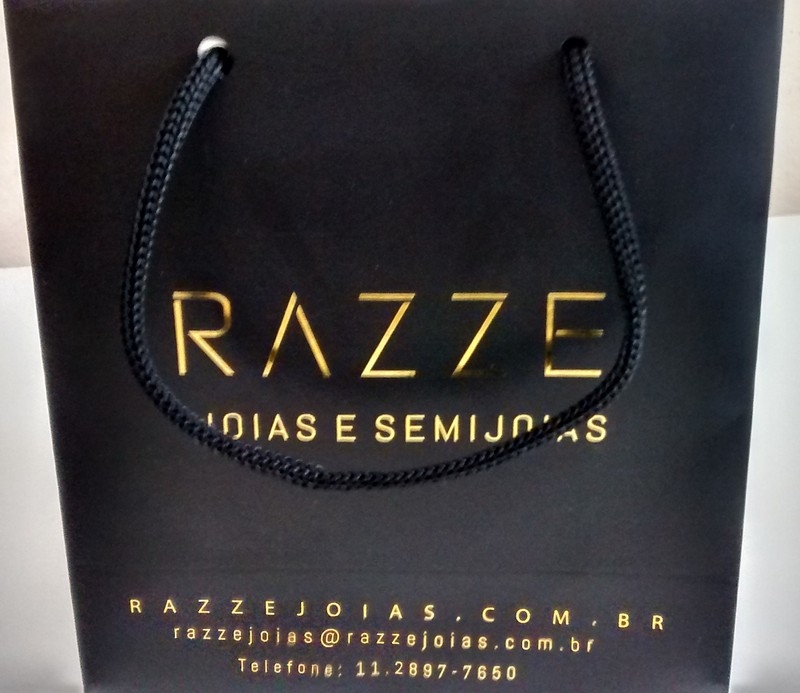 RAZZE
JOIAS E SEMIJOIAS
RAZZEJOIAS.COM.BR
razzejoias@razzejoias.com.br
Telefone: 11.2897-7650